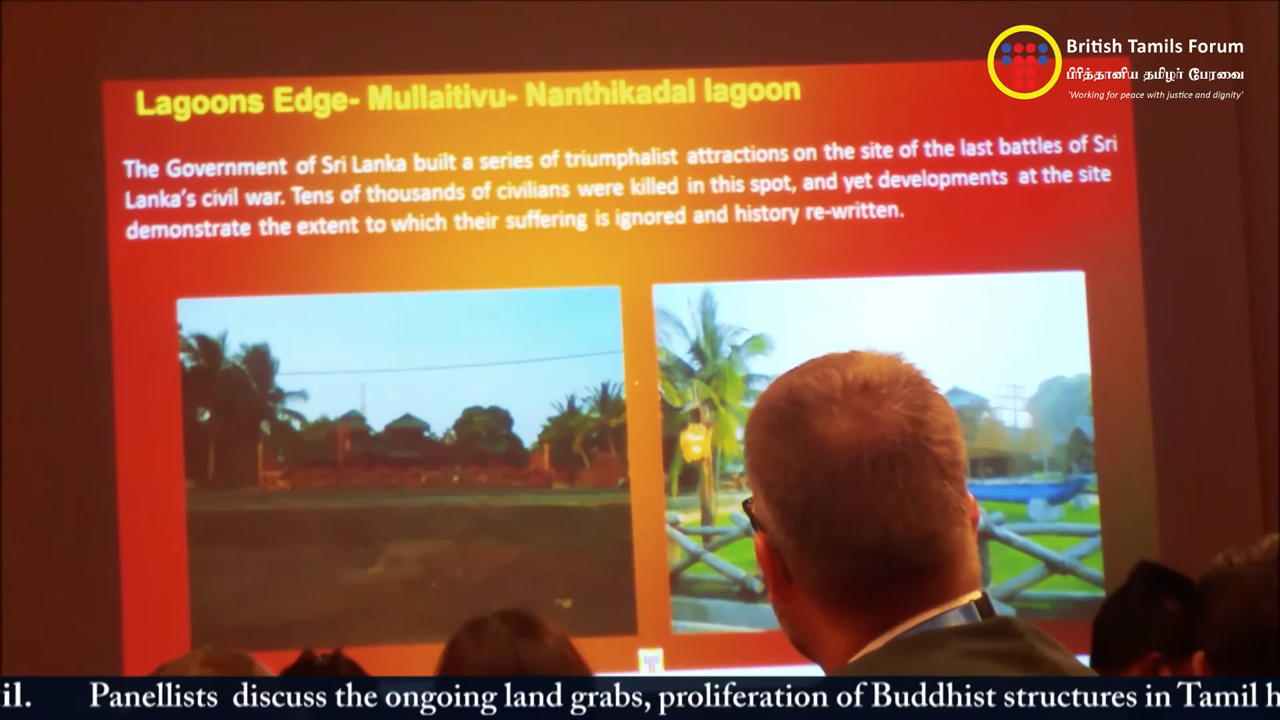 British Tamils Forum
பிரித்தானிய தமிழர் பேரவை
'Working for peace with justice and dignity'
Lagoons Edge- Mullaitivu- Nanthikadal lagoon
The Government of Sri Lanka built a series of triumphalist attractions on the site of the last battles of Sri
Lanka's civil war. Tens of thousands of civilians were killed in this spot, and yet developments at the site
demonstrate the extent to which their suffering is ignored and history re-written.
il. Panellists discuss the ongoing land grabs, proliferation of Buddhist structures in Tamil h